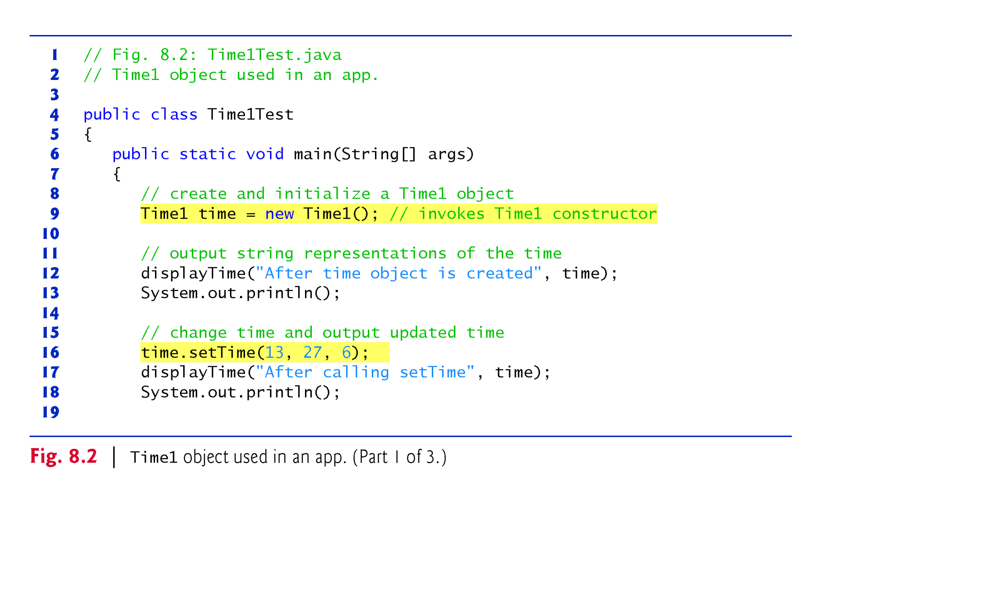 1 // Fig. 8.2: Time1Test.java
2 // Time1 object used in an app.
3
4 public class Time1Test
5 {
6 public static void main(String[] args)
7 {
8 // create and initialize a Time1 object
9 Time1 time = new Time1(); // invokes Time1 constructor
10
11 // output string representations of the time
12 displayTime("After time object is created", time);
13 System.out.println();
14
15 // change time and output updated time
16 time.setTime(13, 27, 6);
17 displayTime("After calling setTime", time);
18 System.out.println();
19
Fig. 8.2 | Time1 object used in an app. (Part 1 of 3.)